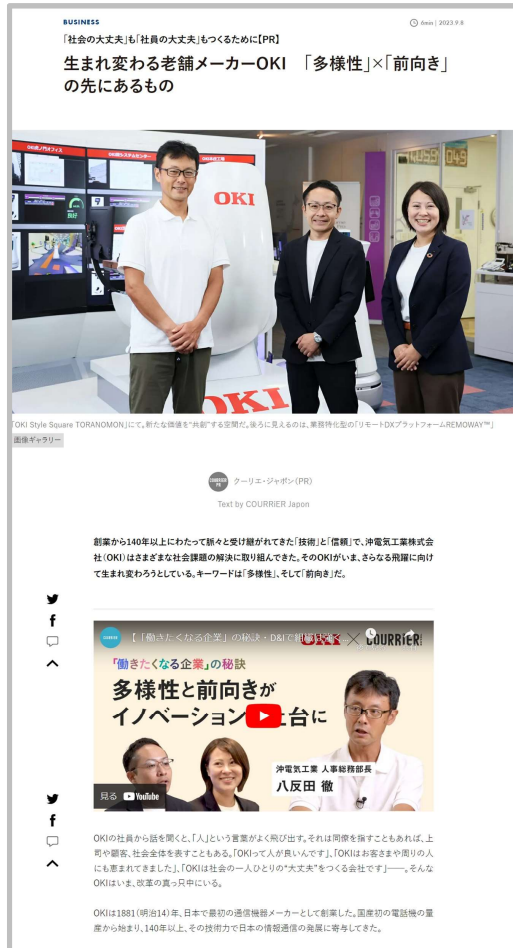 BUSINESS
6min | 2023.9.8
「社会の大丈夫」も「社員の大丈夫」もつくるために【PR】
生まれ変わる老舗メーカーOKI 「多様性」×「前向き」
の先にあるもの
OKI
OKI
「OKI Style Square TORANOMON」にて。新たな価値を“共創”する空間だ。後ろに見えるのは、業務特化型の「リモートDXプラットフォームREMOWAY™」
画像ギャラリー
クーリエ・ジャポン(PR)
Text by COURRiER Japon
創業から140年以上にわたって脈々と受け継がれてきた「技術」と「信頼」で、沖電気工業株式会
社(OKI)はさまざまな社会課題の解決に取り組んできた。そのOKIがいま、さらなる飛躍に向け
て生まれ変わろうとしている。キーワードは「多様性」、そして「前向き」だ。
【「働きたくなる企業」の秘訣・D&Iで組織は強く...
OKI × COURRiER
「働きたくなる企業」の秘訣
多様性と前向きが
イノベーション 土台に
沖電気工業 人事総務部長
八反田 徹
見る YouTube
OKIの社員から話を聞くと、「人」という言葉がよく飛び出す。それは同僚を指すこともあれば、上
司や顧客、社会全体を表すこともある。「OKIって人が良いんです」、「OKIはお客さまや周りの人
にも恵まれてきました」、「OKIは社会の一人ひとりの“大丈夫”をつくる会社です」——。そんな
OKIはいま、改革の真っ只中にいる。
OKIは1881(明治14)年、日本で最初の通信機器メーカーとして創業した。国産初の電話機の量
産から始まり、140年以上、その技術力で日本の情報通信の発展に寄与してきた。